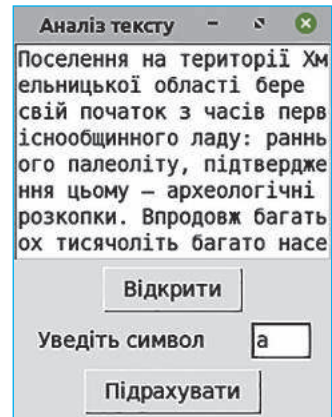 Аналіз тексту
Поселення на території Хм
ельницької області бере
свій початок з часів перв
існообщинного ладу: раннь
ого палеоліту, підтвердже
ння цьому – археологічні
розкопки. Впродовж багать
ох тисячоліть багато насе
Відкрити
Уведіть символ а
Підрахувати